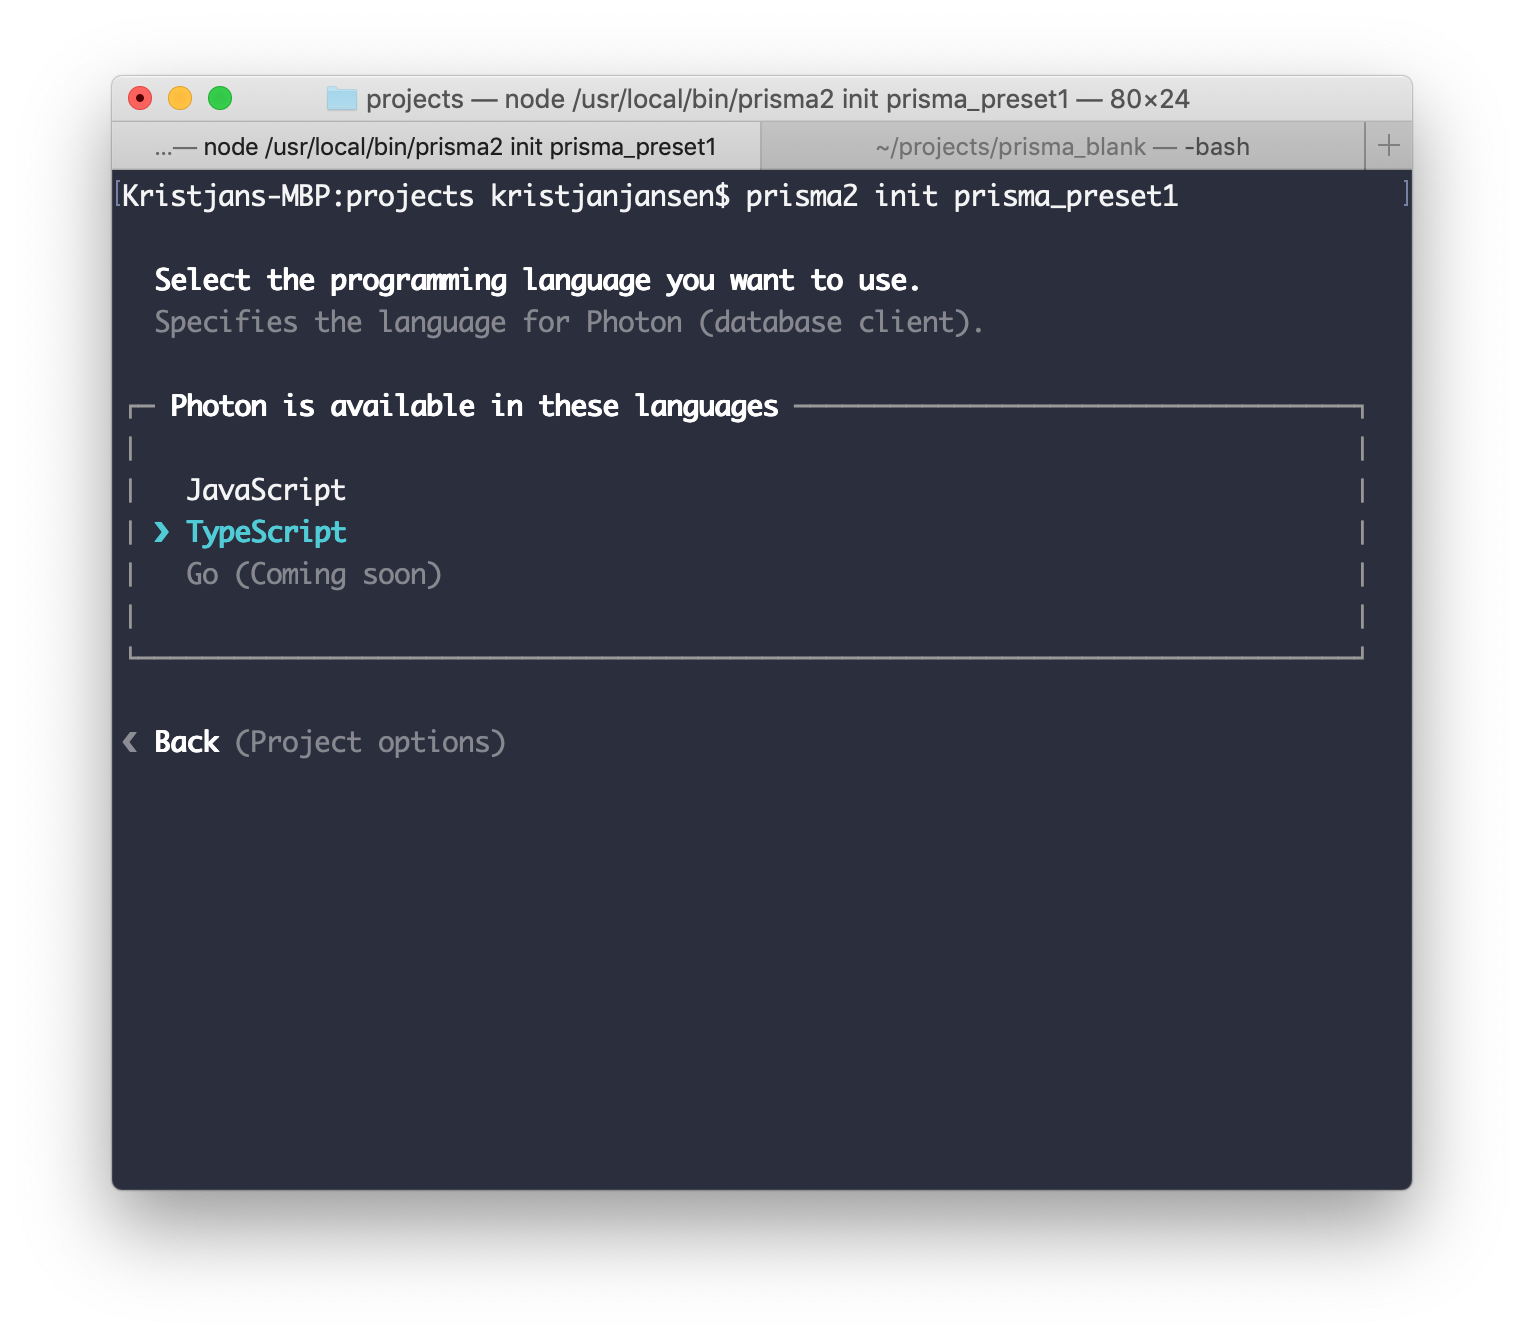 projects — node /usr/local/bin/prisma2 init prisma_preset1 — 80×24
...— node /usr/local/bin/prisma2 init prisma_preset1
~/projects/prisma_blank — -bash
[Kristjans-MBP:projects kristjanjansen$ prisma2 init prisma_preset1 ]
Select the programming language you want to use.
Specifies the language for Photon (database client).
Photon is available in these languages
JavaScript
❯ TypeScript
Go (Coming soon)
❮ Back (Project options)